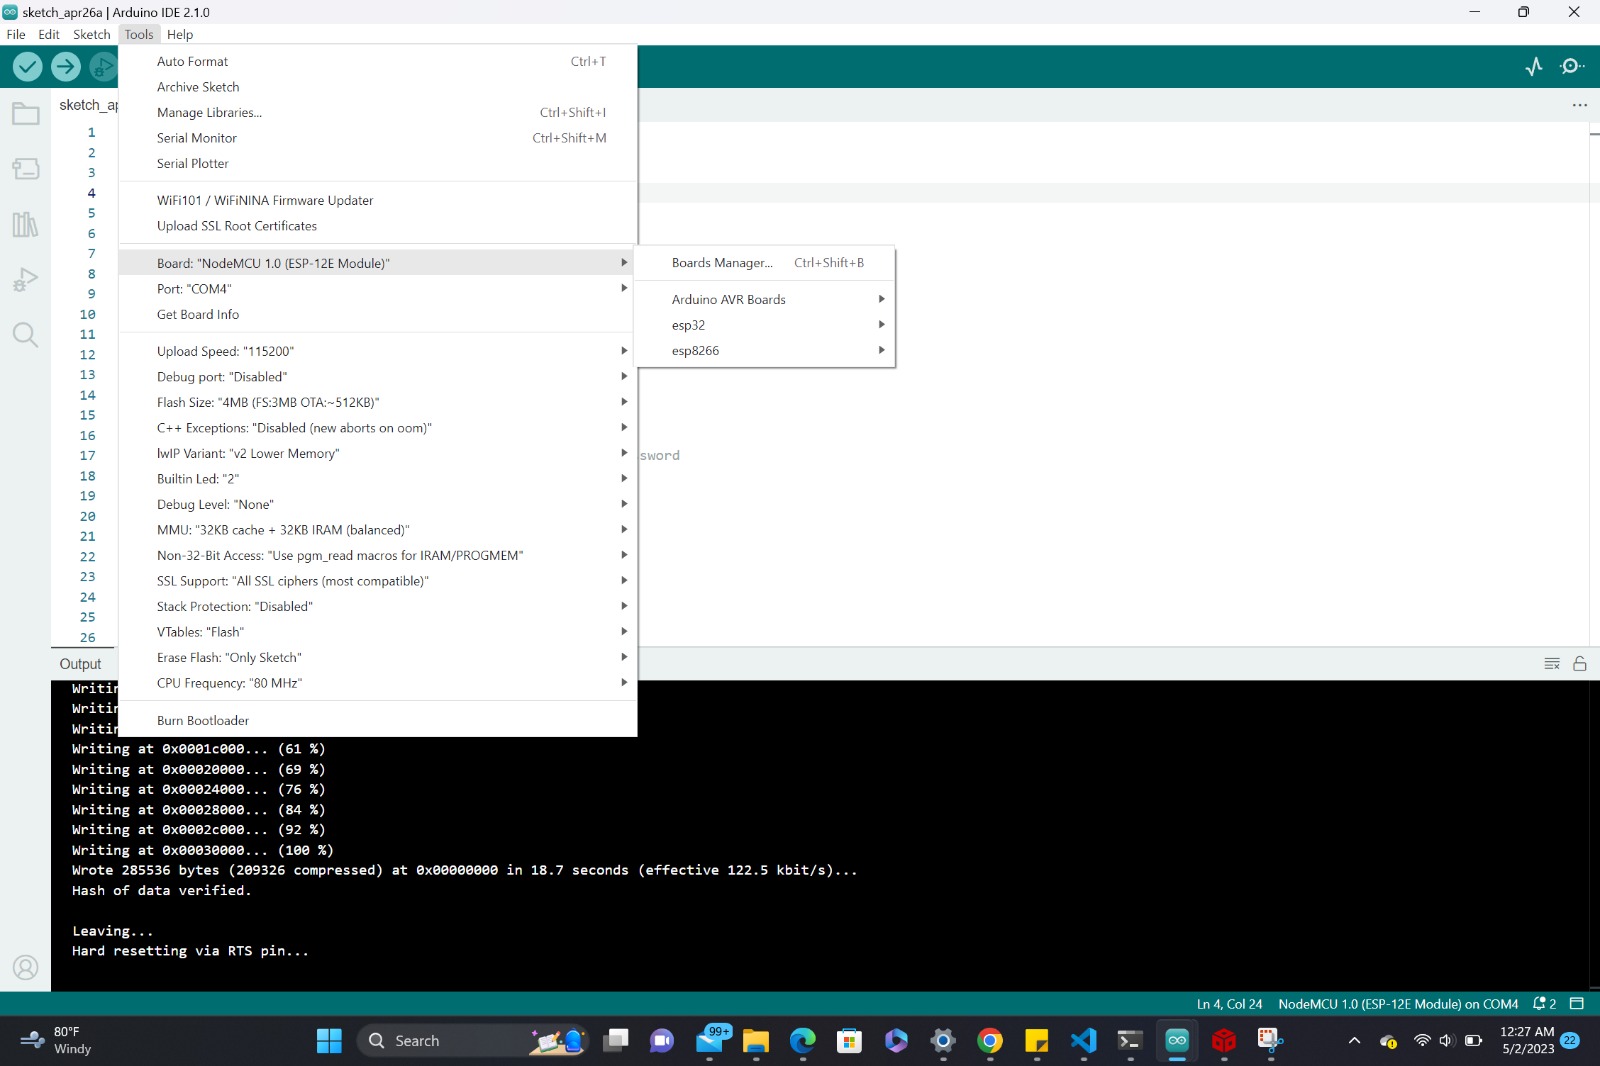 sketch_apr26a | Arduino IDE 2.1.0
File Edit Sketch Tools Help
sketch_ap
Auto Format Ctrl+T
Archive Sketch
Manage Libraries... Ctrl+Shift+I
Serial Monitor Ctrl+Shift+M
Serial Plotter
WiFi101 / WiFiNINA Firmware Updater
Upload SSL Root Certificates
Board: "NodeMCU 1.0 (ESP-12E Module)"
Port: "COM4"
Get Board Info
Upload Speed: "115200"
Debug port: "Disabled"
Flash Size: "4MB (FS:3MB OTA:~512KB)"
C++ Exceptions: "Disabled (new aborts on oom)"
lwIP Variant: "v2 Lower Memory"
Builtin Led: "2"
Debug Level: "None"
MMU: "32KB cache + 32KB IRAM (balanced)"
Non-32-Bit Access: "Use pgm_read macros for IRAM/PROGMEM"
SSL Support: "All SSL ciphers (most compatible)"
Stack Protection: "Disabled"
VTables: "Flash"
Erase Flash: "Only Sketch"
CPU Frequency: "80 MHz"
Burn Bootloader
Boards Manager... Ctrl+Shift+B
Arduino AVR Boards
esp32
esp8266
1
2
3
4
5
6
7
8
9
10
11
12
13
14
15
16
17 sword
18
19
20
21
22
23
24
25
26
Output
Writin
Writin
Writin
Writing at 0x0001c000... (61 %)
Writing at 0x00020000... (69 %)
Writing at 0x00024000... (76 %)
Writing at 0x00028000... (84 %)
Writing at 0x0002c000... (92 %)
Writing at 0x00030000... (100 %)
Wrote 285536 bytes (209326 compressed) at 0x00000000 in 18.7 seconds (effective 122.5 kbit/s)...
Hash of data verified.
Leaving...
Hard resetting via RTS pin...
Ln 4, Col 24 NodeMCU 1.0 (ESP-12E Module) on COM4 2
80°F
Windy
Search
99+
12:27 AM
5/2/2023
22